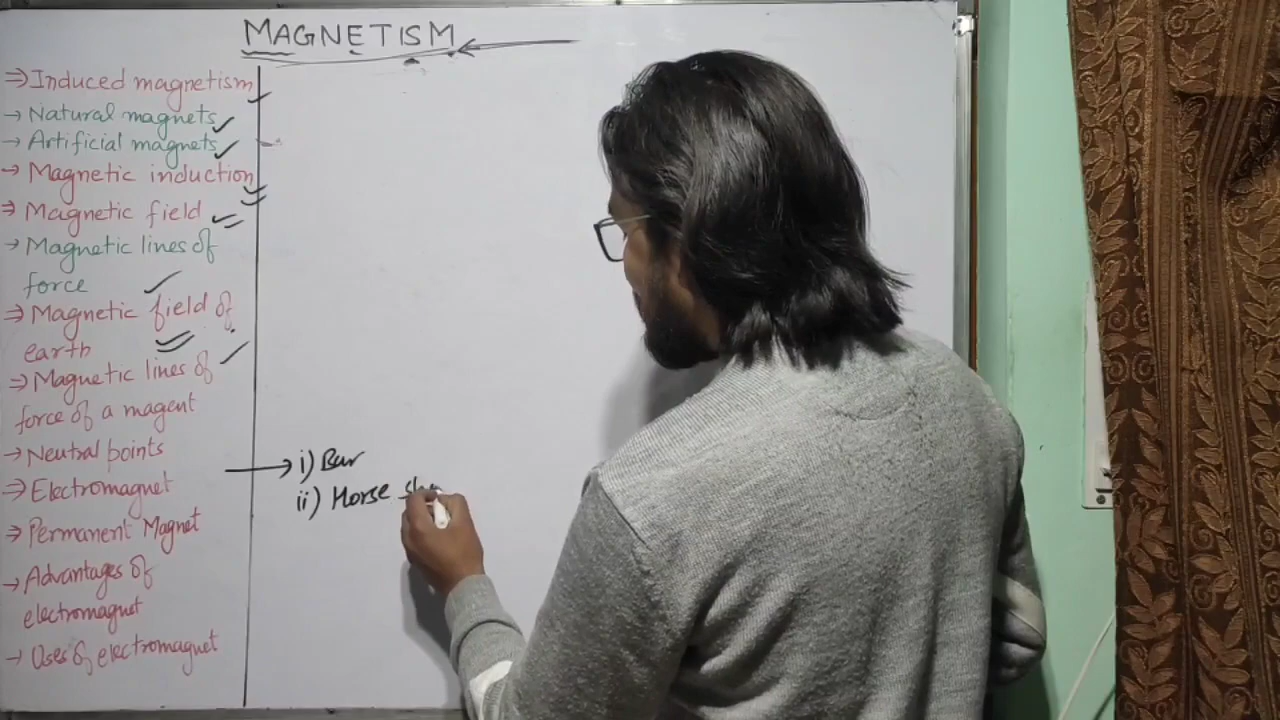 MAGNETISM
⇒ Induced magnetism
→ Natural magnets
→ Artificial magnets
→ Magnetic induction
⇒ Magnetic field
→ Magnetic lines of
force
⇒ Magnetic field of
earth
⇒ Magnetic lines of
force of a magent
→ Neutral points
⇒ Electromagnet
→ Permanent Magnet
→ Advantages of
electromagnet
→ Uses of electromagnet
→ i) Bar
ii) Horse sho